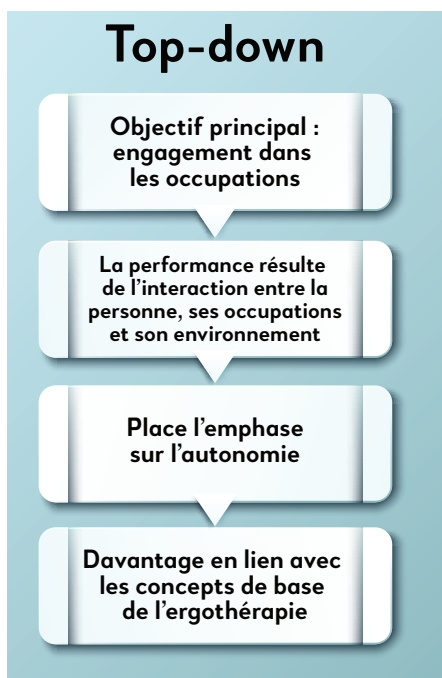 Top-down
Objectif principal :
engagement dans
les occupations
La performance résulte
de l’interaction entre la
personne, ses occupations
et son environnement
Place l’emphase
sur l’autonomie
Davantage en lien avec
les concepts de base
de l’ergothérapie